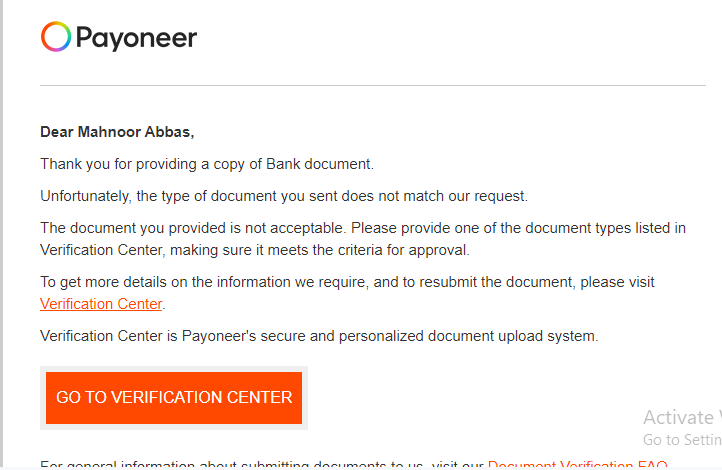 Payoneer
Dear Mahnoor Abbas,
Thank you for providing a copy of Bank document.
Unfortunately, the type of document you sent does not match our request.
The document you provided is not acceptable. Please provide one of the document types listed in
Verification Center, making sure it meets the criteria for approval.
To get more details on the information we require, and to resubmit the document, please visit
Verification Center.
Verification Center is Payoneer's secure and personalized document upload system.
GO TO VERIFICATION CENTER
Activate
Go to Settin
For general information about submitting documents to us, visit our Document Verification FAQ